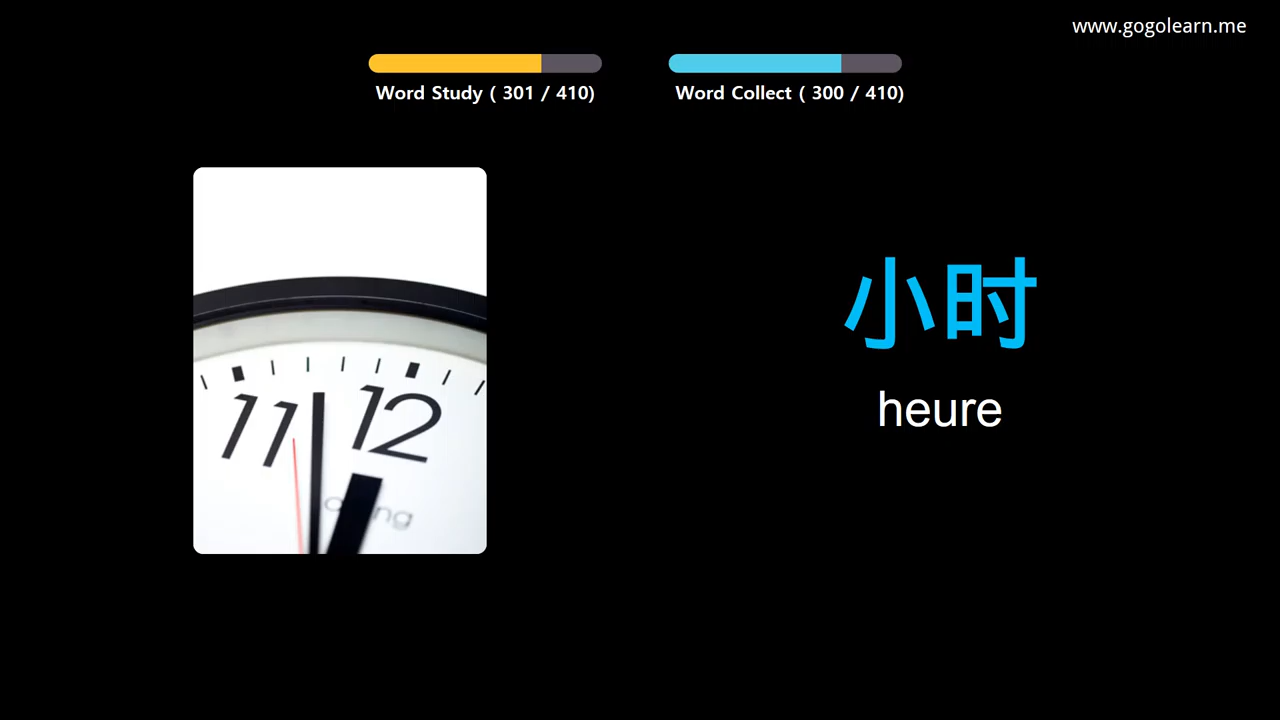 www.gogolearn.me
Word Study ( 301 / 410)
Word Collect ( 300 / 410)
11 12
小时
heure